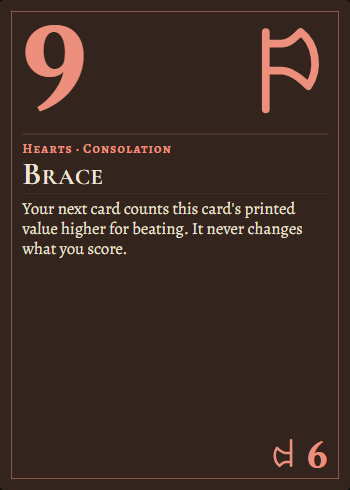 9
Hearts · Consolation
Brace
Your next card counts this card's printed
value higher for beating. It never changes
what you score.
9